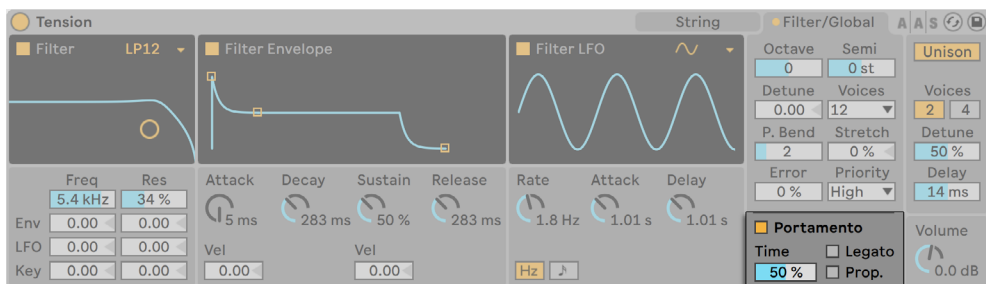 Tension
String
Filter/Global
A A S
Filter LP12
Filter Envelope
Filter LFO
Octave Semi
0 0 st
Detune Voices
0.00 12
P. Bend Stretch
2 0 %
Error Priority
0 % High
Unison
Voices
2 4
Detune
50 %
Delay
14 ms
Freq Res
5.4 kHz 34 %
Env 0.00 0.00
LFO 0.00 0.00
Key 0.00 0.00
Attack Decay Sustain Release
5 ms 283 ms 50 % 283 ms
Vel Vel
0.00 0.00
Rate Attack Delay
1.8 Hz 1.01 s 1.01 s
Hz
Portamento
Time Legato
50 % Prop.
Volume
0.0 dB